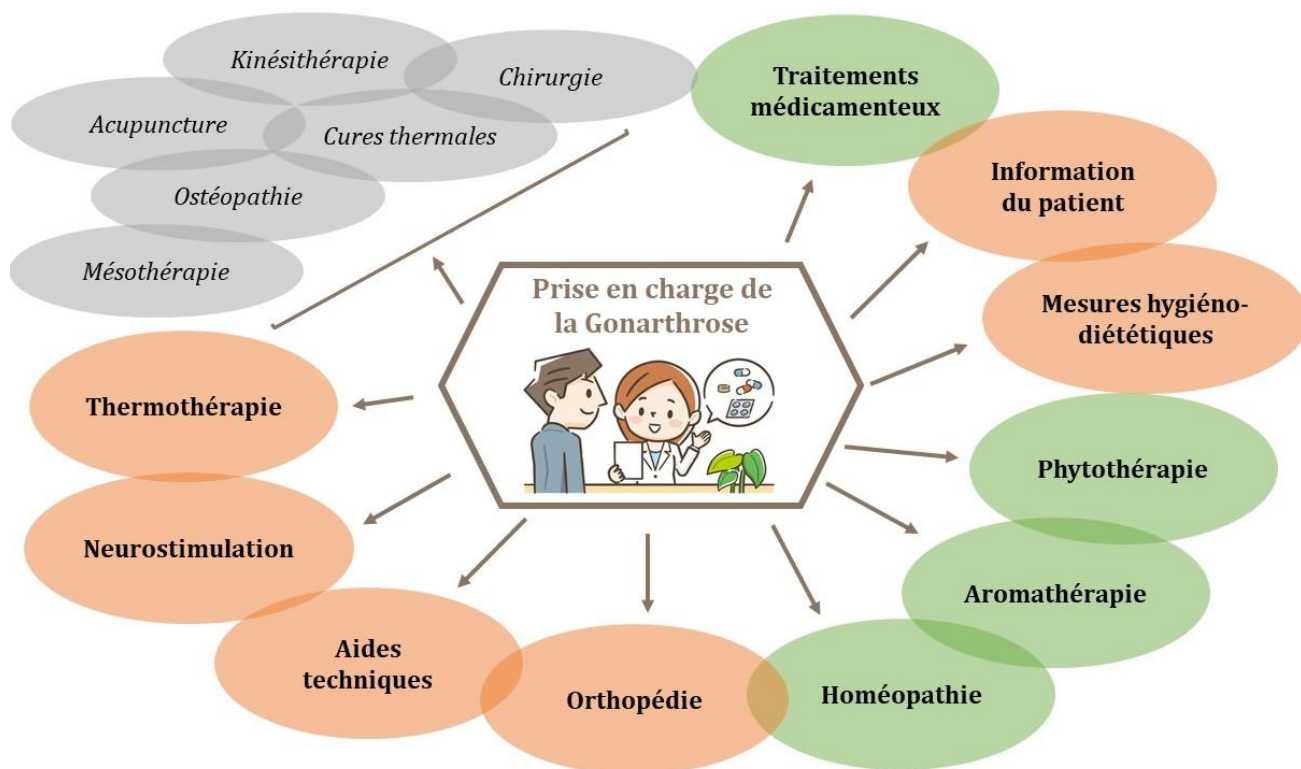 Kinésithérapie
Chirurgie
Acupuncture
Cures thermales
Ostéopathie
Mésothérapie
Traitements
médicamenteux
Information
du patient
Mesures hygiéno-
diététiques
Prise en charge de
la Gonarthrose
Thermothérapie
Phytothérapie
Neurostimulation
Aromathérapie
Aides
techniques
Orthopédie
Homéopathie